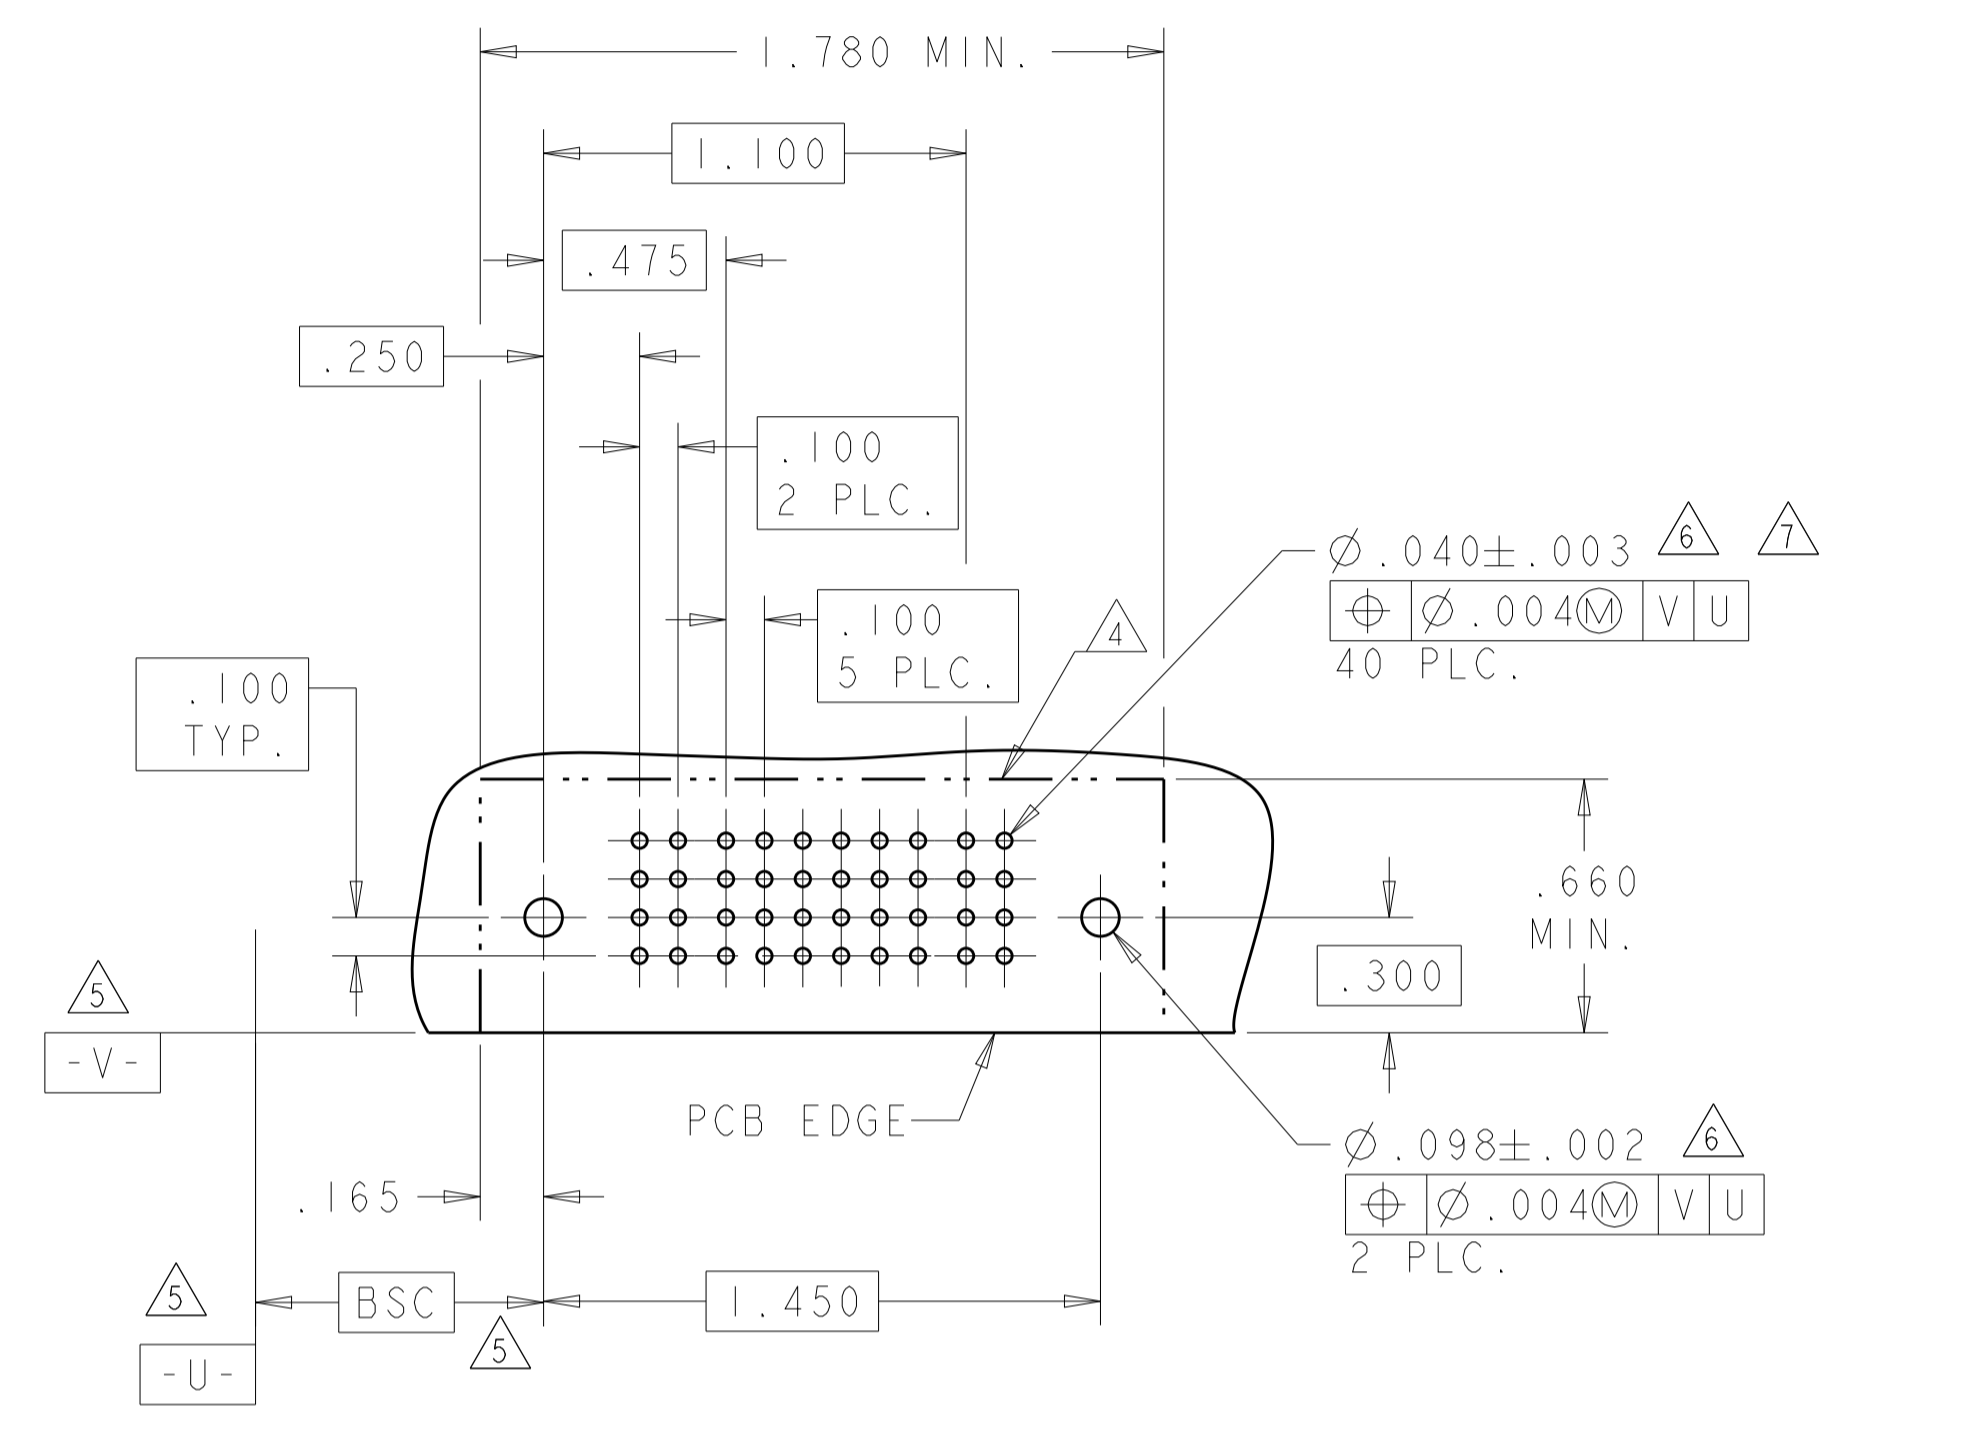 1.780 MIN.
1.100
.475
.250
.100
2 PLC.
⌀.040±.003 6 7
⌖ ⌀.004Ⓜ V U
40 PLC.
.100
5 PLC.
4
.100
TYP.
.660
MIN.
.300
5
-V-
PCB EDGE
⌀.098±.002 6
⌖ ⌀.004Ⓜ V U
2 PLC.
.165
5
BSC
5
1.450
-U-